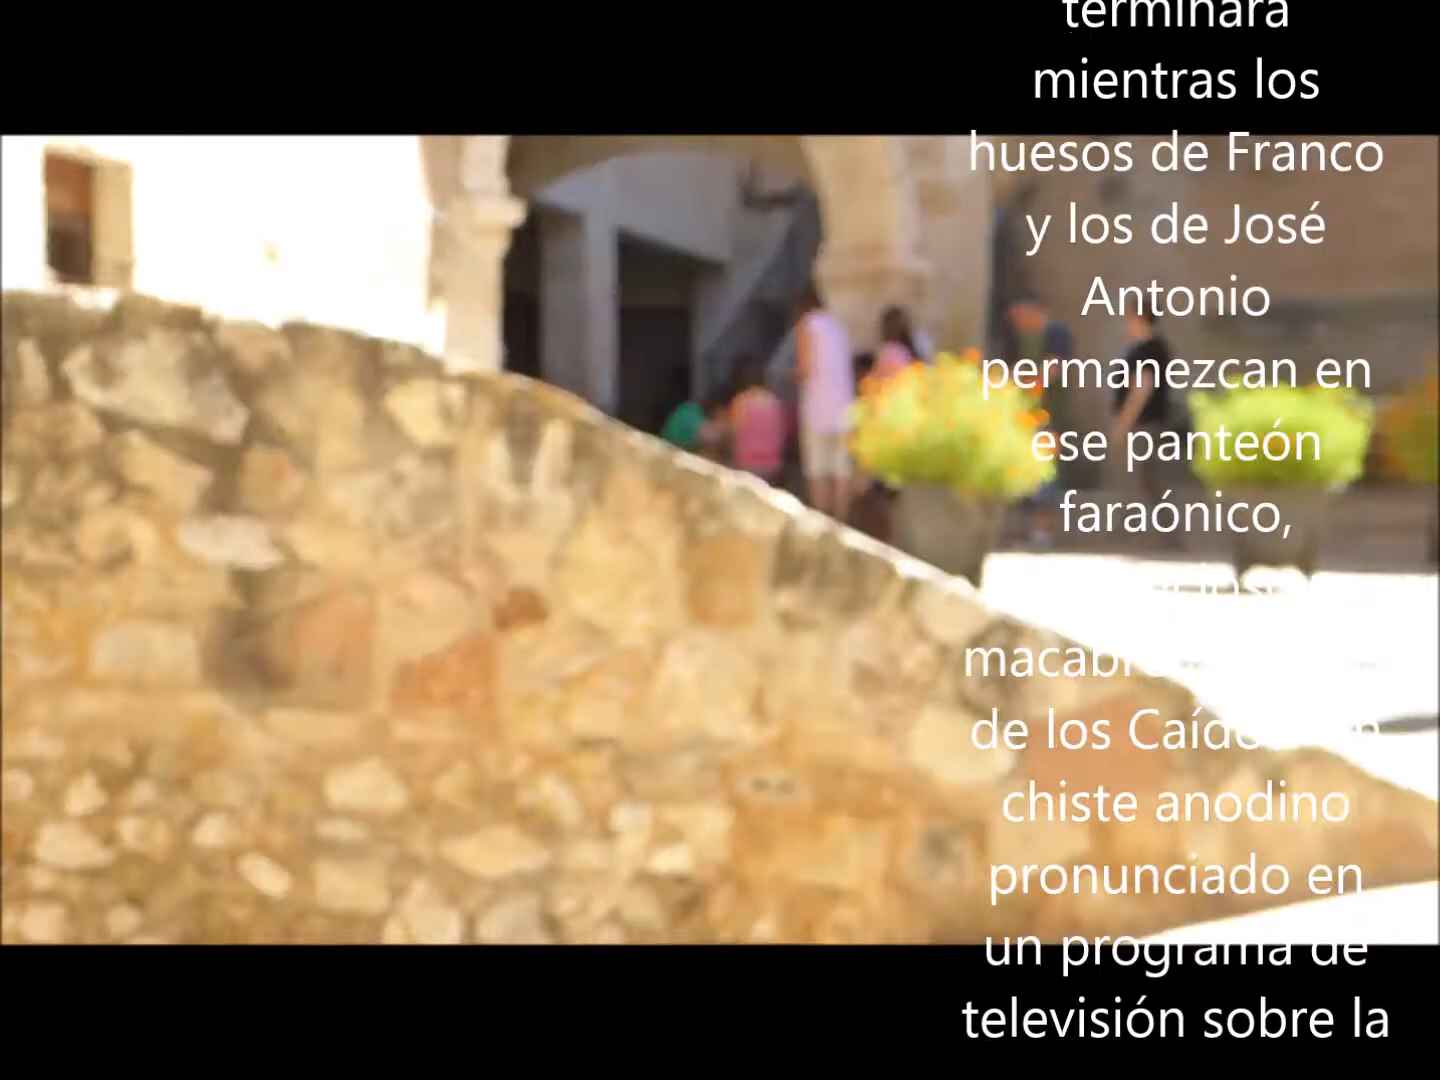 terminará
mientras los
huesos de Franco
y los de José
Antonio
permanezcan en
ese panteón
faraónico,
de los Caídos
chiste anodino
pronunciado en
un programa de
televisión sobre la